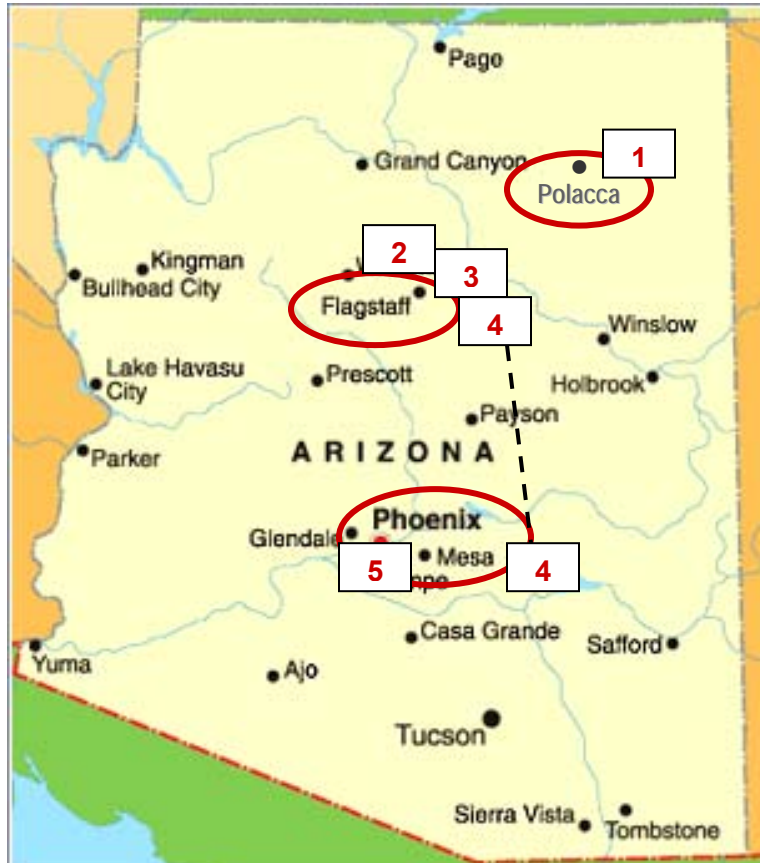 Page
1
Grand Canyon
Polacca
2
Kingman
3
Bullhead City
Flagstaff
4
Winslow
Lake Havasu
City
Prescott
Holbrook
Payson
Parker
ARIZONA
Phoenix
Glendale
Mesa
5
4
Casa Grande
Safford
Yuma
Ajo
Tucson
Sierra Vista
Tombstone